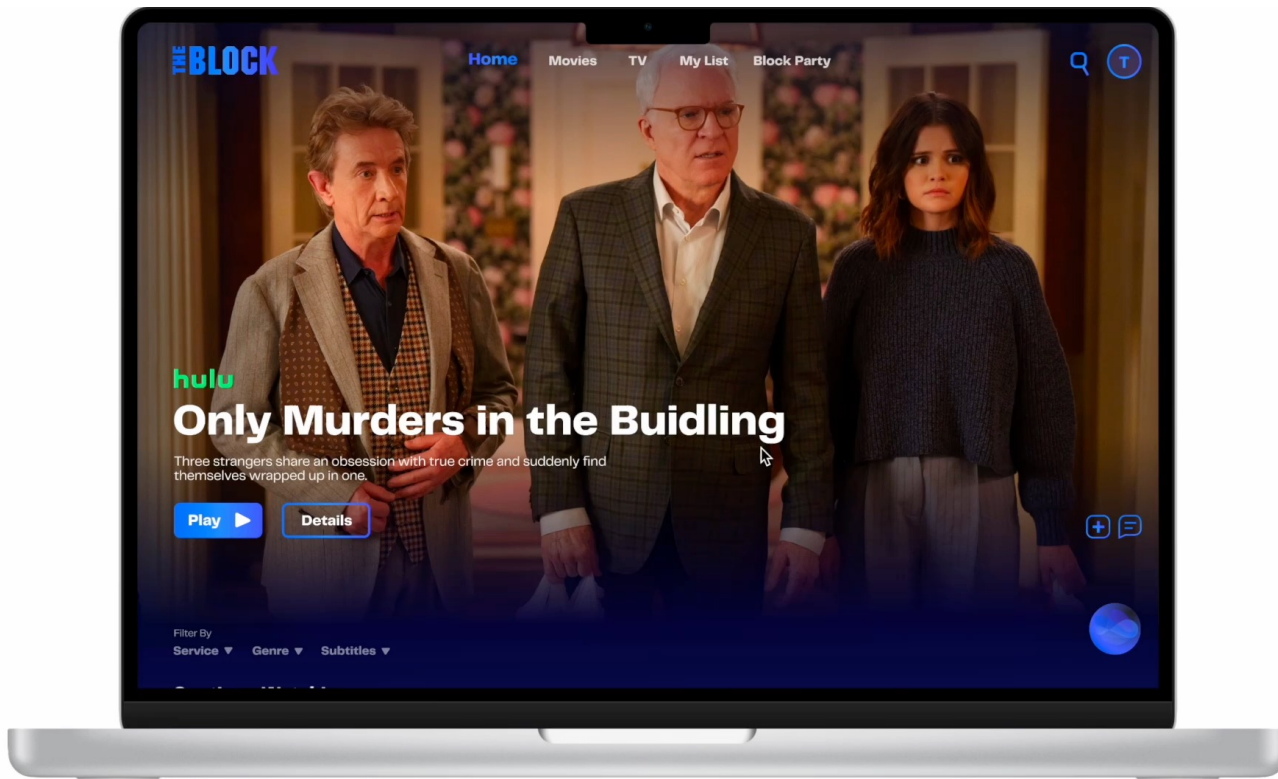 THE BLOCK
Home Movies TV My List Block Party
T
hulu
Only Murders in the Buidling
Three strangers share an obsession with true crime and suddenly find
themselves wrapped up in one.
Play Details
Filter By
Service Genre Subtitles